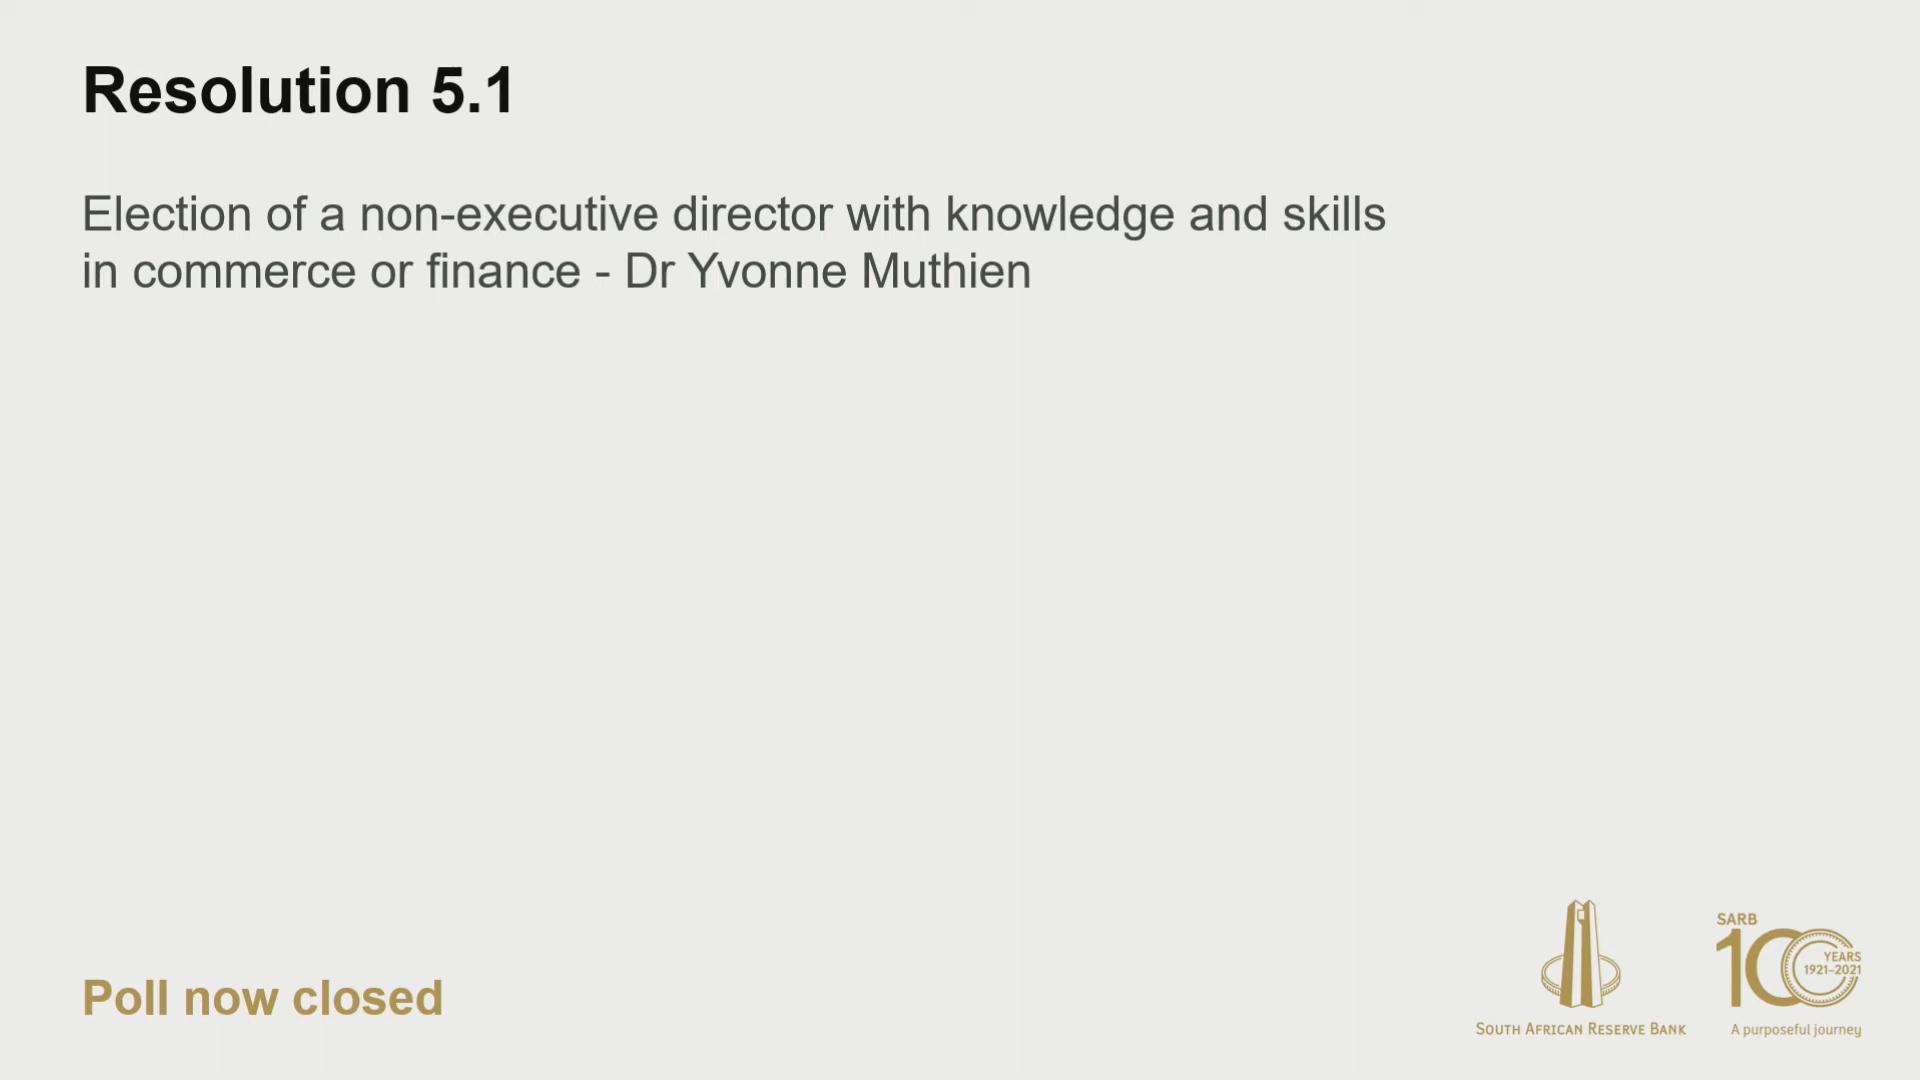 Resolution 5.1
Election of a non-executive director with knowledge and skills
in commerce or finance - Dr Yvonne Muthien
Poll now closed
SOUTH AFRICAN RESERVE BANK
SARB
100
YEARS
1921-2021
A purposeful journey